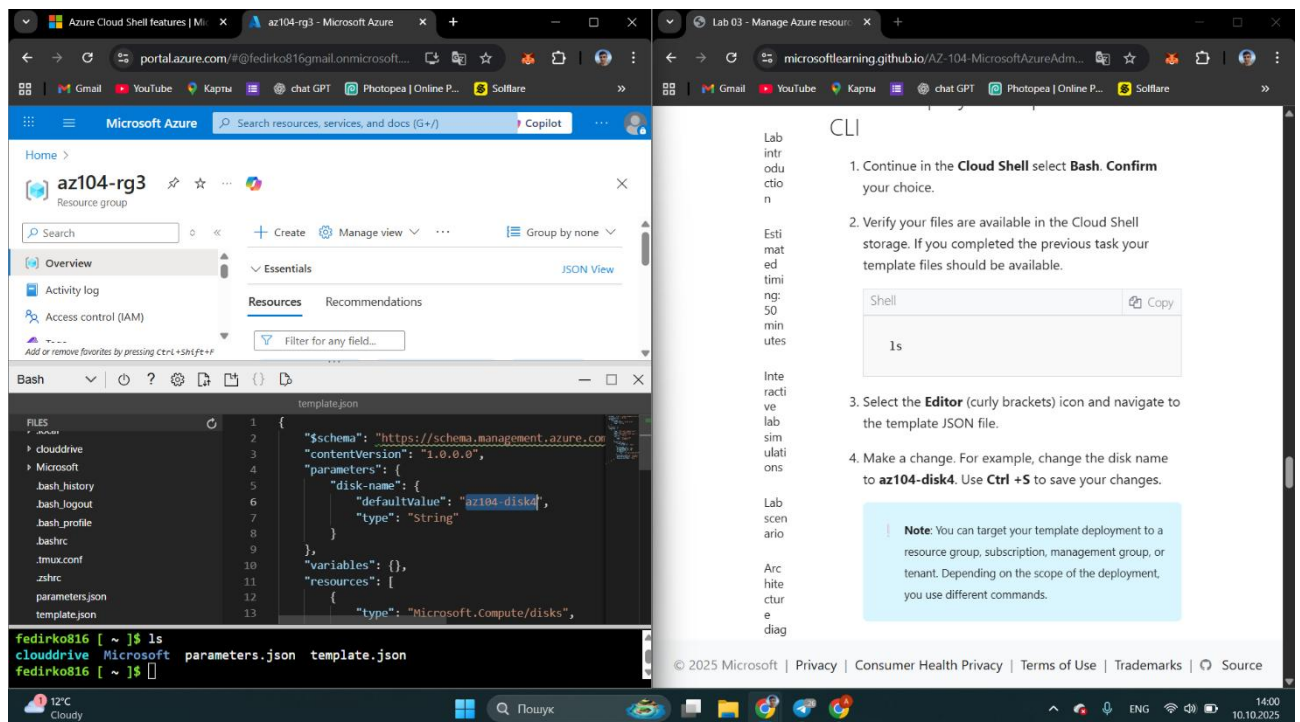 Azure Cloud Shell features | Mic
az104-rg3 - Microsoft Azure
portal.azure.com/#@fedirko816gmail.onmicrosoft....
Gmail
YouTube
Карты
chat GPT
Photopea | Online P...
Solflare
»
Microsoft Azure
Search resources, services, and docs (G+/)
Copilot
Home >
az104-rg3
Resource group
Search
Create
Manage view
Group by none
Overview
Essentials
JSON View
Activity log
Resources
Recommendations
Access control (IAM)
Filter for any field...
Add or remove favorites by pressing Ctrl+Shift+F
Bash
template.json
FILES
clouddrive
Microsoft
.bash_history
.bash_logout
.bash_profile
.bashrc
.tmux.conf
.zshrc
parameters.json
template.json
1 {
2 "$schema": "https://schema.management.azure.com
3 "contentVersion": "1.0.0.0",
4 "parameters": {
5 "disk-name": {
6 "defaultValue": "az104-disk4",
7 "type": "String"
8 }
9 },
10 "variables": {},
11 "resources": [
12 {
13 "type": "Microsoft.Compute/disks",
fedirko816 [ ~ ]$ ls
clouddrive Microsoft parameters.json template.json
fedirko816 [ ~ ]$
Lab 03 - Manage Azure resourc
microsoftlearning.github.io/AZ-104-MicrosoftAzureAdm...
Gmail
YouTube
Карты
chat GPT
Photopea | Online P...
Solflare
»
Lab
intr
odu
ctio
n
Esti
mat
ed
timi
ng:
50
min
utes
Inte
racti
ve
lab
sim
ulati
ons
Lab
scen
ario
Arc
hite
ctur
e
diag
CLI
1. Continue in the Cloud Shell select Bash. Confirm
your choice.
2. Verify your files are available in the Cloud Shell
storage. If you completed the previous task your
template files should be available.
Shell
Copy
ls
3. Select the Editor (curly brackets) icon and navigate to
the template JSON file.
4. Make a change. For example, change the disk name
to az104-disk4. Use Ctrl +S to save your changes.
Note: You can target your template deployment to a
resource group, subscription, management group, or
tenant. Depending on the scope of the deployment,
you use different commands.
© 2025 Microsoft | Privacy | Consumer Health Privacy | Terms of Use | Trademarks | Source
1
12°C
Cloudy
Пошук
ENG
14:00
10.10.2025